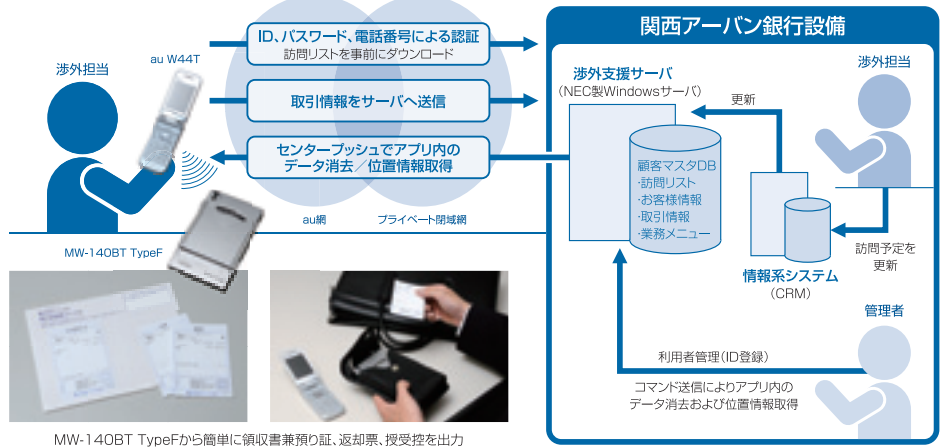 関西アーバン銀行設備
ID、パスワード、電話番号による認証
訪問リストを事前にダウンロード
au W44T
渉外担当
取引情報をサーバへ送信
センタープッシュでアプリ内の
データ消去／位置情報取得
au網
プライベート閉域網
MW-140BT TypeF
渉外支援サーバ
（NEC製Windowsサーバ）
顧客マスタDB
・訪問リスト
・お客様情報
・取引情報
・業務メニュー
更新
渉外担当
訪問予定を
更新
情報系システム
（CRM）
管理者
利用者管理（ID登録）
コマンド送信によりアプリ内の
データ消去および位置情報取得
MW-140BT TypeFから簡単に領収書兼預り証、返却票、授受控を出力